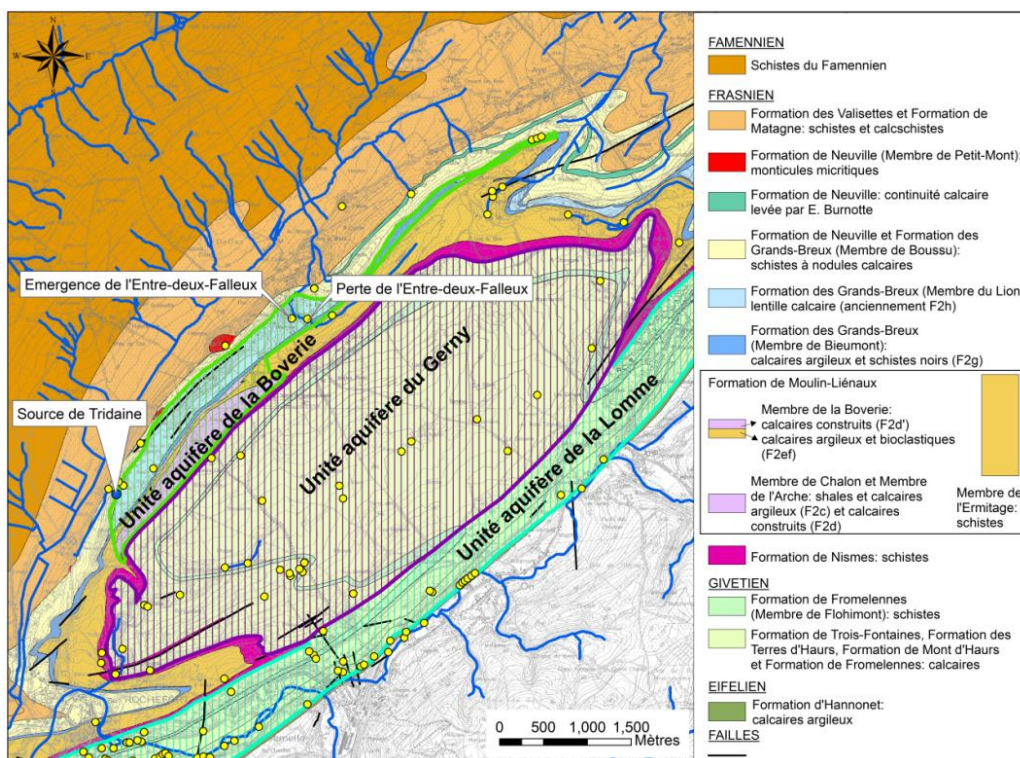 N
W
E
S
Emergence de l'Entre-deux-Falleux
Perte de l'Entre-deux-Falleux
Source de Tridaine
Unité aquifère de la Boverie
Unité aquifère du Gerny
Unité aquifère de la Lomme
0 500 1,000 1,500
Mètres
FAMENNIEN
Schistes du Famennien
FRASNIEN
Formation des Valisettes et Formation de
Matagne: schistes et calcschistes
Formation de Neuville (Membre de Petit-Mont):
monticules micritiques
Formation de Neuville: continuité calcaire
levée par E. Burnotte
Formation de Neuville et Formation des
Grands-Breux (Membre de Boussu):
schistes à nodules calcaires
Formation des Grands-Breux (Membre du Lion
lentille calcaire (anciennement F2h)
Formation des Grands-Breux
(Membre de Bieumont):
calcaires argileux et schistes noirs (F2g)
Formation de Moulin-Liénaux
Membre de la Boverie:
calcaires construits (F2d')
calcaires argileux et bioclastiques
(F2ef)
Membre de Chalon et Membre
de l'Arche: shales et calcaires
argileux (F2c) et calcaires
construits (F2d)
Membre de
l'Ermitage:
schistes
Formation de Nismes: schistes
GIVETIEN
Formation de Fromelennes
(Membre de Flohimont): schistes
Formation de Trois-Fontaines, Formation des
Terres d'Haurs, Formation de Mont d'Haurs
et Formation de Fromelennes: calcaires
EIFELIEN
Formation d'Hannonet:
calcaires argileux
FAILLES